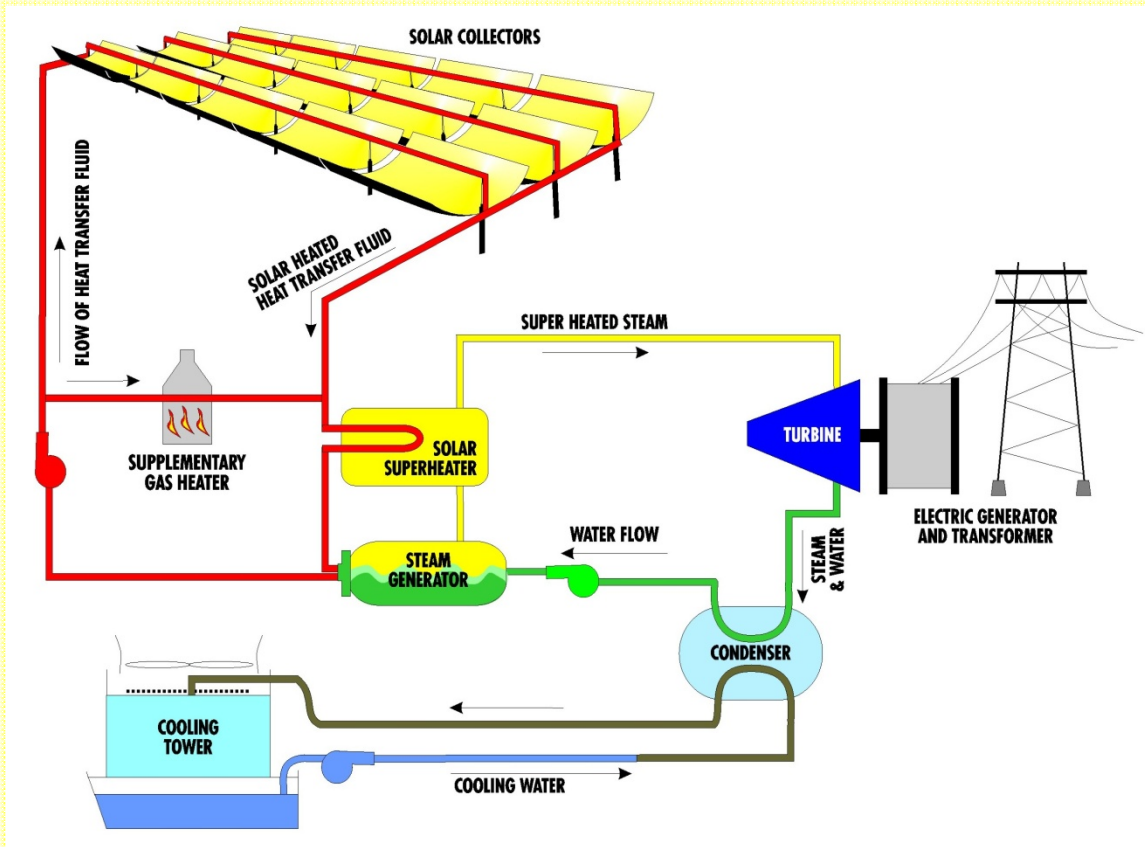 SOLAR COLLECTORS
FLOW OF HEAT TRANSFER FLUID
SOLAR HEATED
HEAT TRANSFER FLUID
SUPER HEATED STEAM
SUPPLEMENTARY
GAS HEATER
SOLAR
SUPERHEATER
TURBINE
ELECTRIC GENERATOR
AND TRANSFORMER
STEAM
GENERATOR
WATER FLOW
STEAM
& WATER
CONDENSER
COOLING
TOWER
COOLING WATER